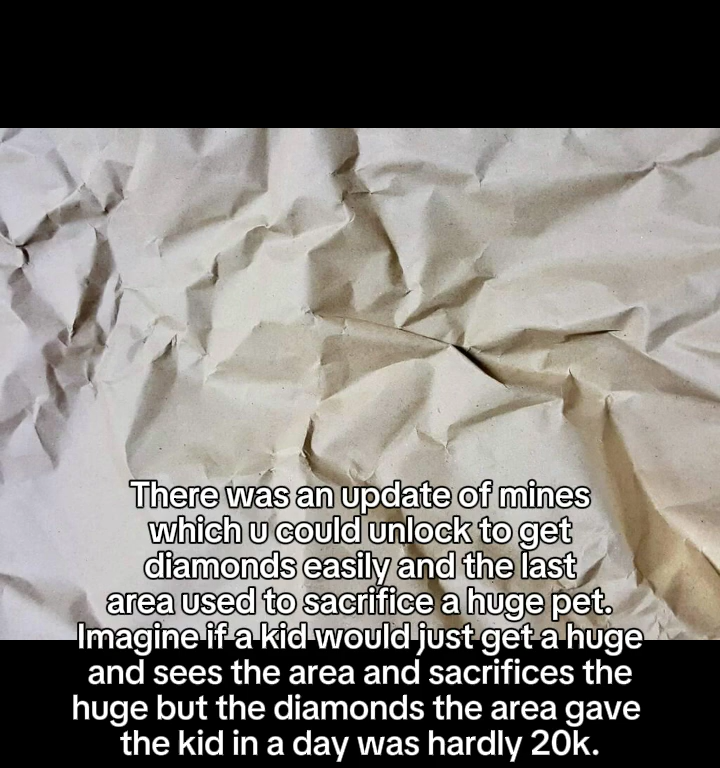 There was an update of mines
which u could unlock to get
diamonds easily and the last
area used to sacrifice a huge pet.
Imagine if a kid would just get a huge
and sees the area and sacrifices the
huge but the diamonds the area gave
the kid in a day was hardly 20k.